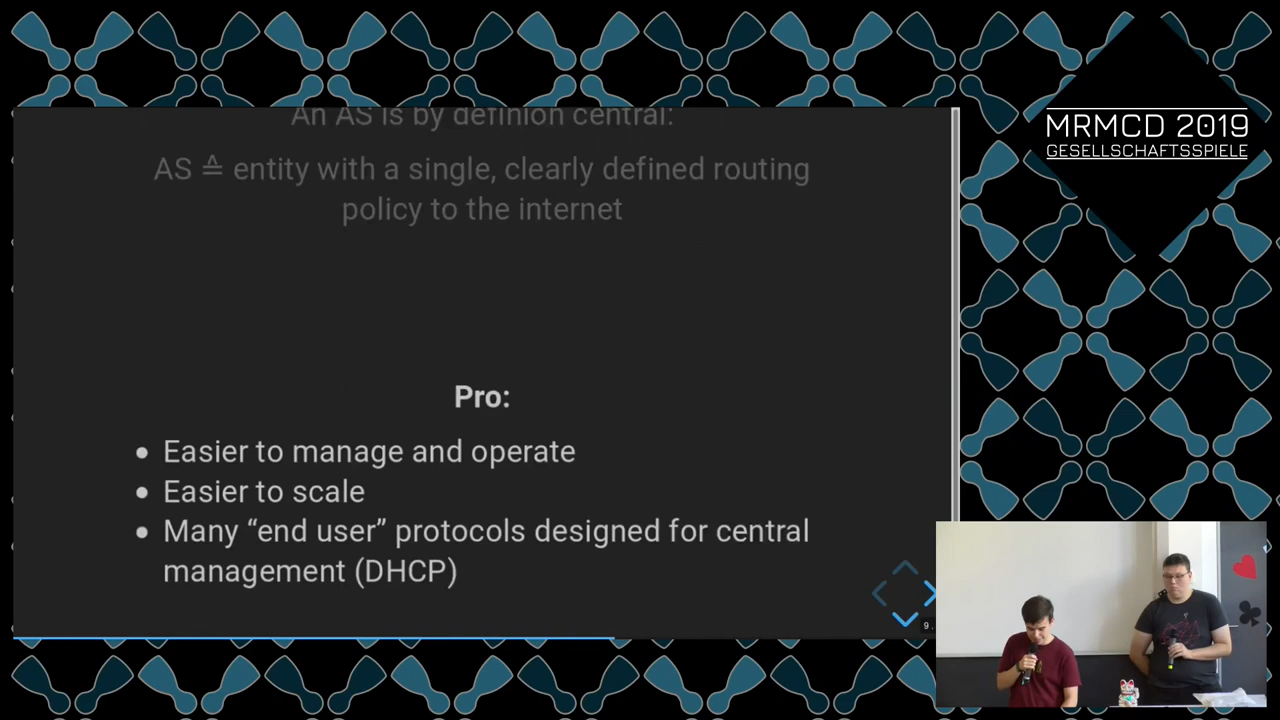 An AS is by definion central:
AS ≙ entity with a single, clearly defined routing
policy to the internet
Pro:
• Easier to manage and operate
• Easier to scale
• Many “end user” protocols designed for central
management (DHCP)
9.
MRMCD 2019
GESELLSCHAFTSSPIELE